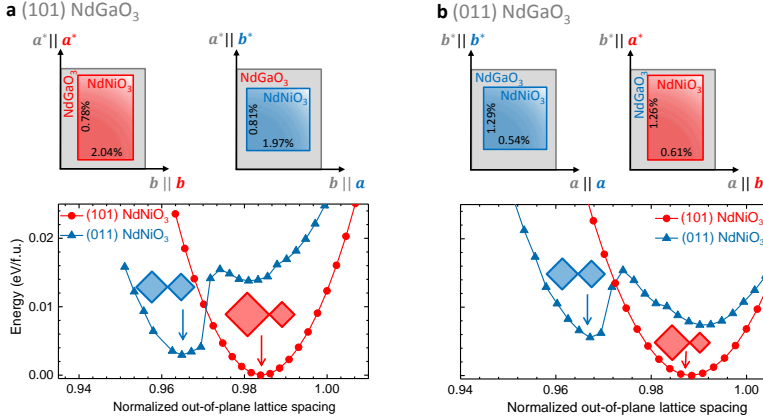 a (101) NdGaO3
a* || a*
NdGaO3
NdNiO3
0.78%
2.04%
b || b
a* || b*
NdGaO3
NdNiO3
0.81%
1.97%
b || a
(101) NdNiO3
(011) NdNiO3
Energy (eV/f.u.)
0.02
0.01
0.00
0.94
0.96
0.98
1.00
Normalized out-of-plane lattice spacing
b (011) NdGaO3
b* || b*
NdGaO3
NdNiO3
1.29%
0.54%
a || a
b* || a*
NdGaO3
NdNiO3
1.26%
0.61%
a || b
(101) NdNiO3
(011) NdNiO3
0.94
0.96
0.98
1.00
Normalized out-of-plane lattice spacing